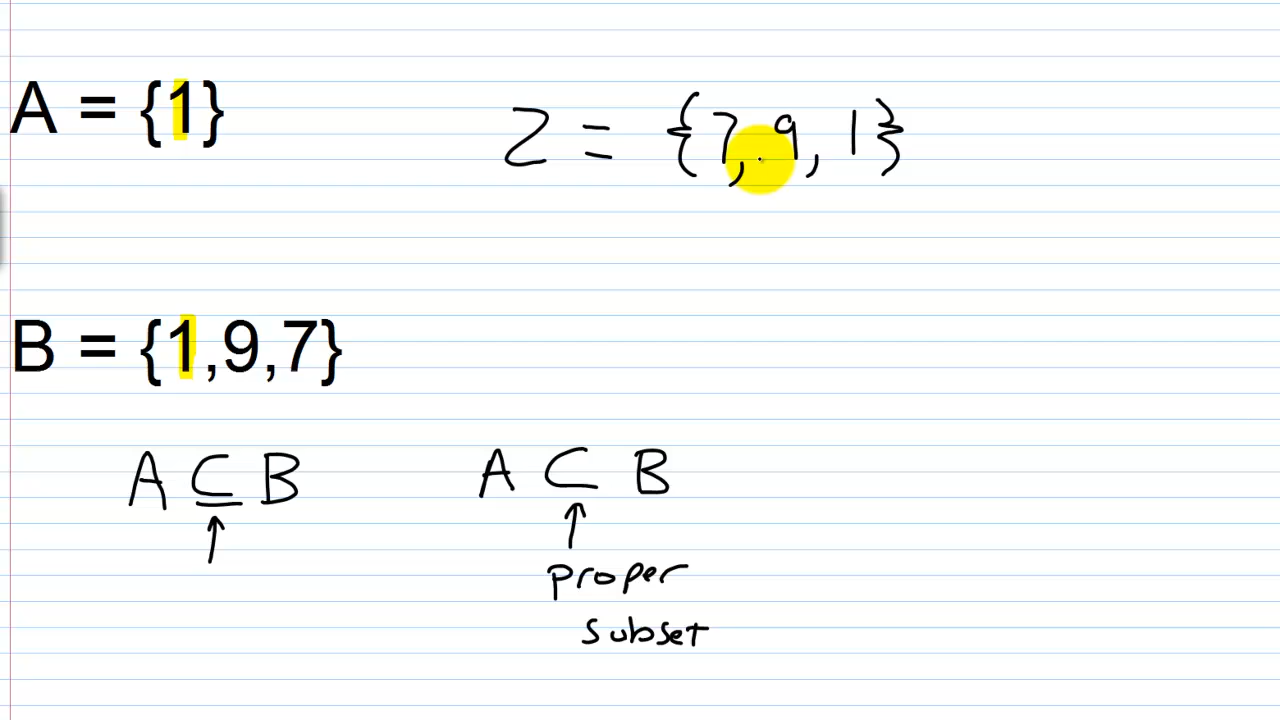 A = {1}
Z = {7, 9, 1}
B = {1,9,7}
A ⊆ B
A ⊂ B
↑
↑
proper
subset